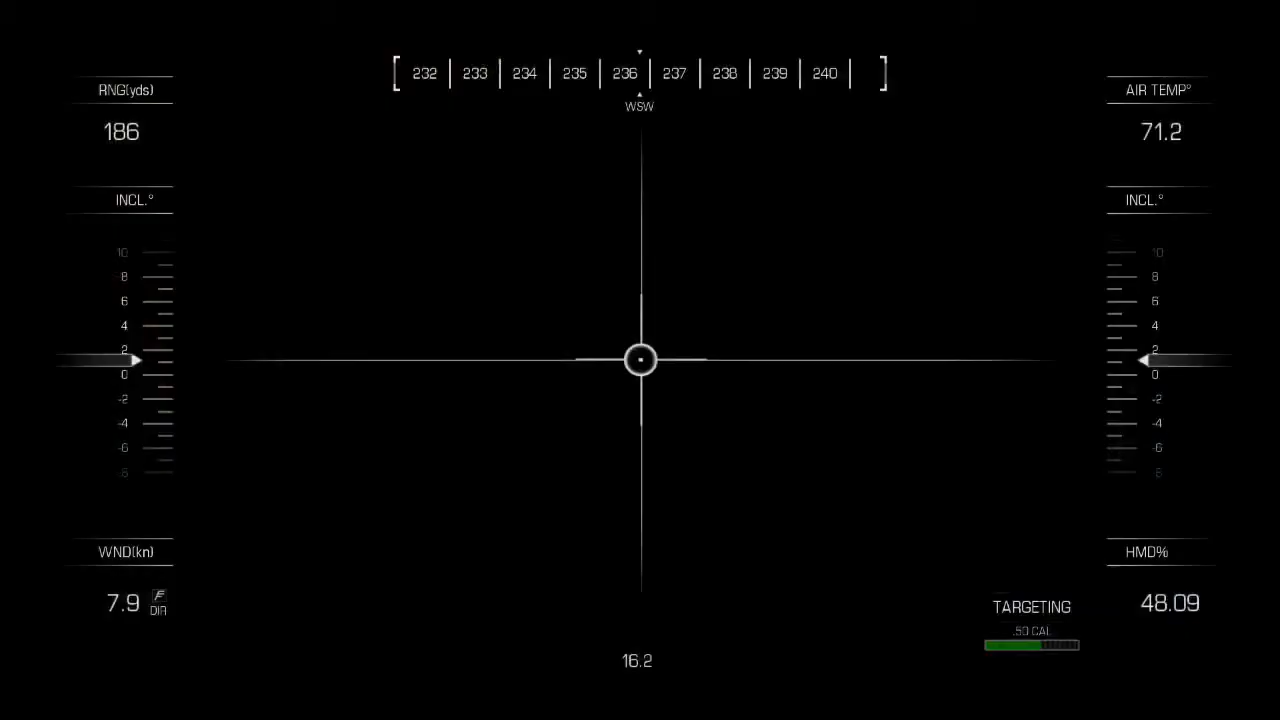 232 233 234 235 236 237 238 239 240
WSW
RNG(yds)
186
INCL.°
10
8
6
4
2
0
-2
-4
-6
WND(kn)
7.9
F
DIR
AIR TEMP°
71.2
INCL.°
10
8
6
4
2
0
-2
-4
-6
HMD%
48.09
TARGETING
.50 CAL
16.2